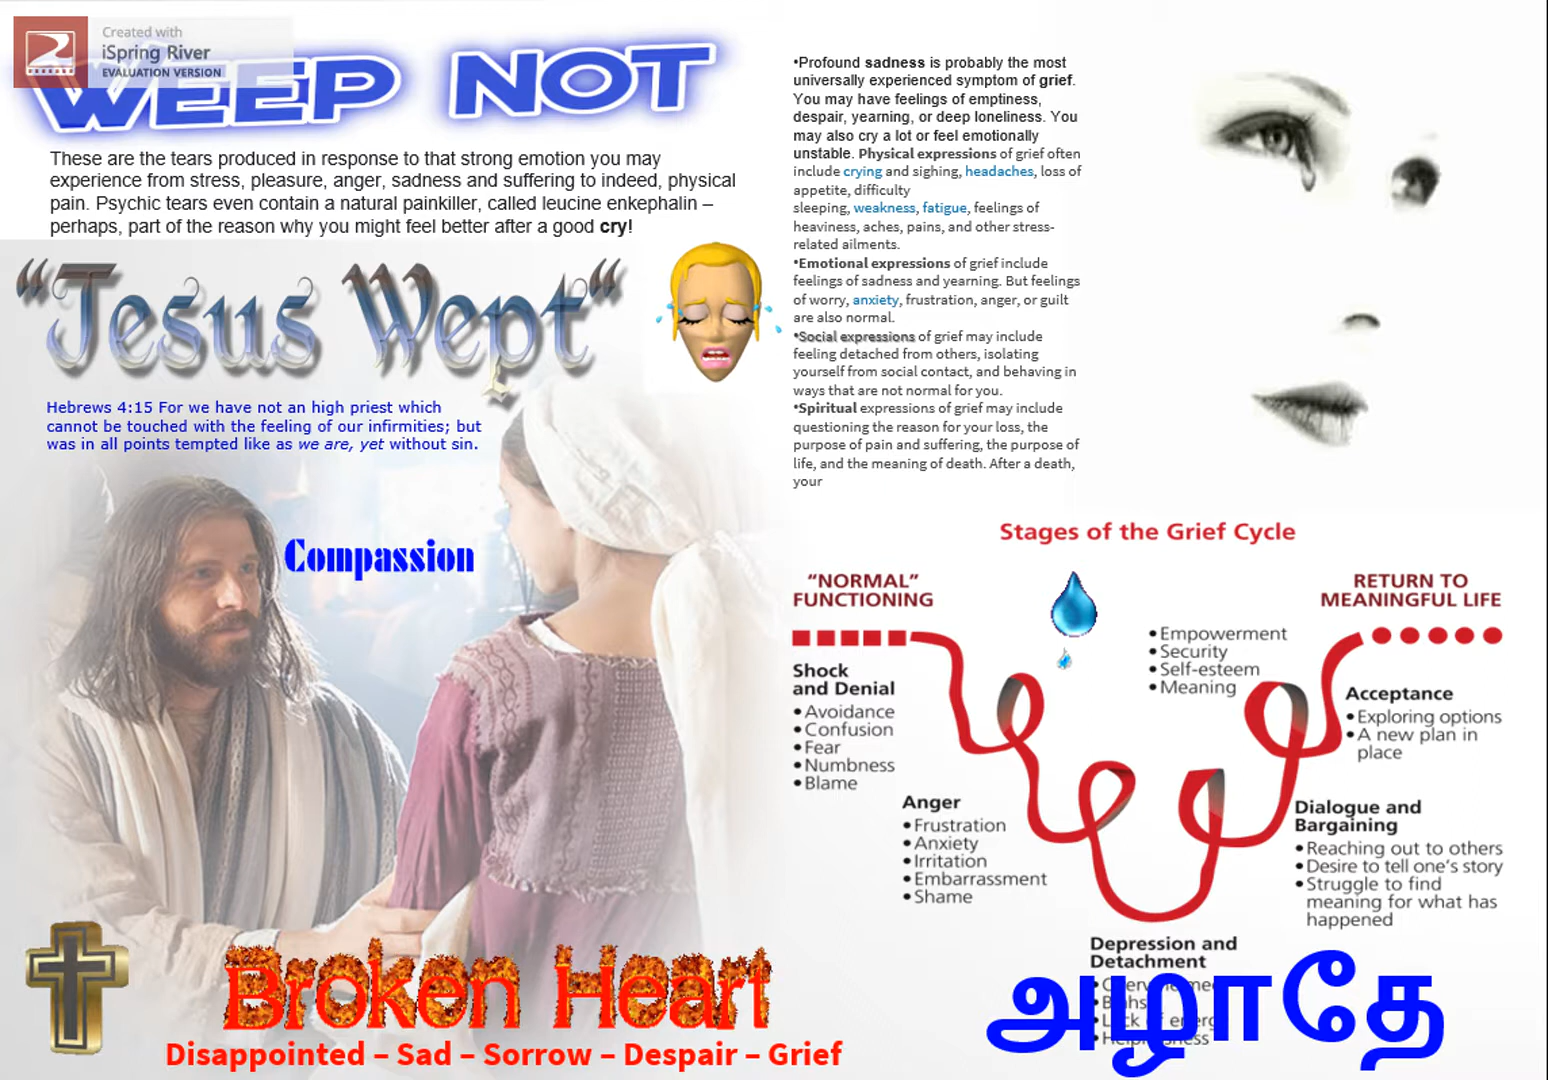 Created with
iSpring River
EVALUATION VERSION
WEEP NOT
These are the tears produced in response to that strong emotion you may
experience from stress, pleasure, anger, sadness and suffering to indeed, physical
pain. Psychic tears even contain a natural painkiller, called leucine enkephalin –
perhaps, part of the reason why you might feel better after a good cry!
“Jesus Wept“
Hebrews 4:15 For we have not an high priest which
cannot be touched with the feeling of our infirmities; but
was in all points tempted like as we are, yet without sin.
Compassion
Broken Heart
Disappointed – Sad – Sorrow – Despair – Grief
•Profound sadness is probably the most
universally experienced symptom of grief.
You may have feelings of emptiness,
despair, yearning, or deep loneliness. You
may also cry a lot or feel emotionally
unstable. Physical expressions of grief often
include crying and sighing, headaches, loss of
appetite, difficulty
sleeping, weakness, fatigue, feelings of
heaviness, aches, pains, and other stress-
related ailments.
•Emotional expressions of grief include
feelings of sadness and yearning. But feelings
of worry, anxiety, frustration, anger, or guilt
are also normal.
•Social expressions of grief may include
feeling detached from others, isolating
yourself from social contact, and behaving in
ways that are not normal for you.
•Spiritual expressions of grief may include
questioning the reason for your loss, the
purpose of pain and suffering, the purpose of
life, and the meaning of death. After a death,
your
Stages of the Grief Cycle
“NORMAL”
FUNCTIONING
Shock
and Denial
• Avoidance
• Confusion
• Fear
• Numbness
• Blame
Anger
• Frustration
• Anxiety
• Irritation
• Embarrassment
• Shame
Depression and
Detachment
• Lack of energy
• Helplessness
Dialogue and
Bargaining
• Reaching out to others
• Desire to tell one’s story
• Struggle to find
meaning for what has
happened
Acceptance
• Exploring options
• A new plan in
place
• Empowerment
• Security
• Self-esteem
• Meaning
RETURN TO
MEANINGFUL LIFE
அழாதே